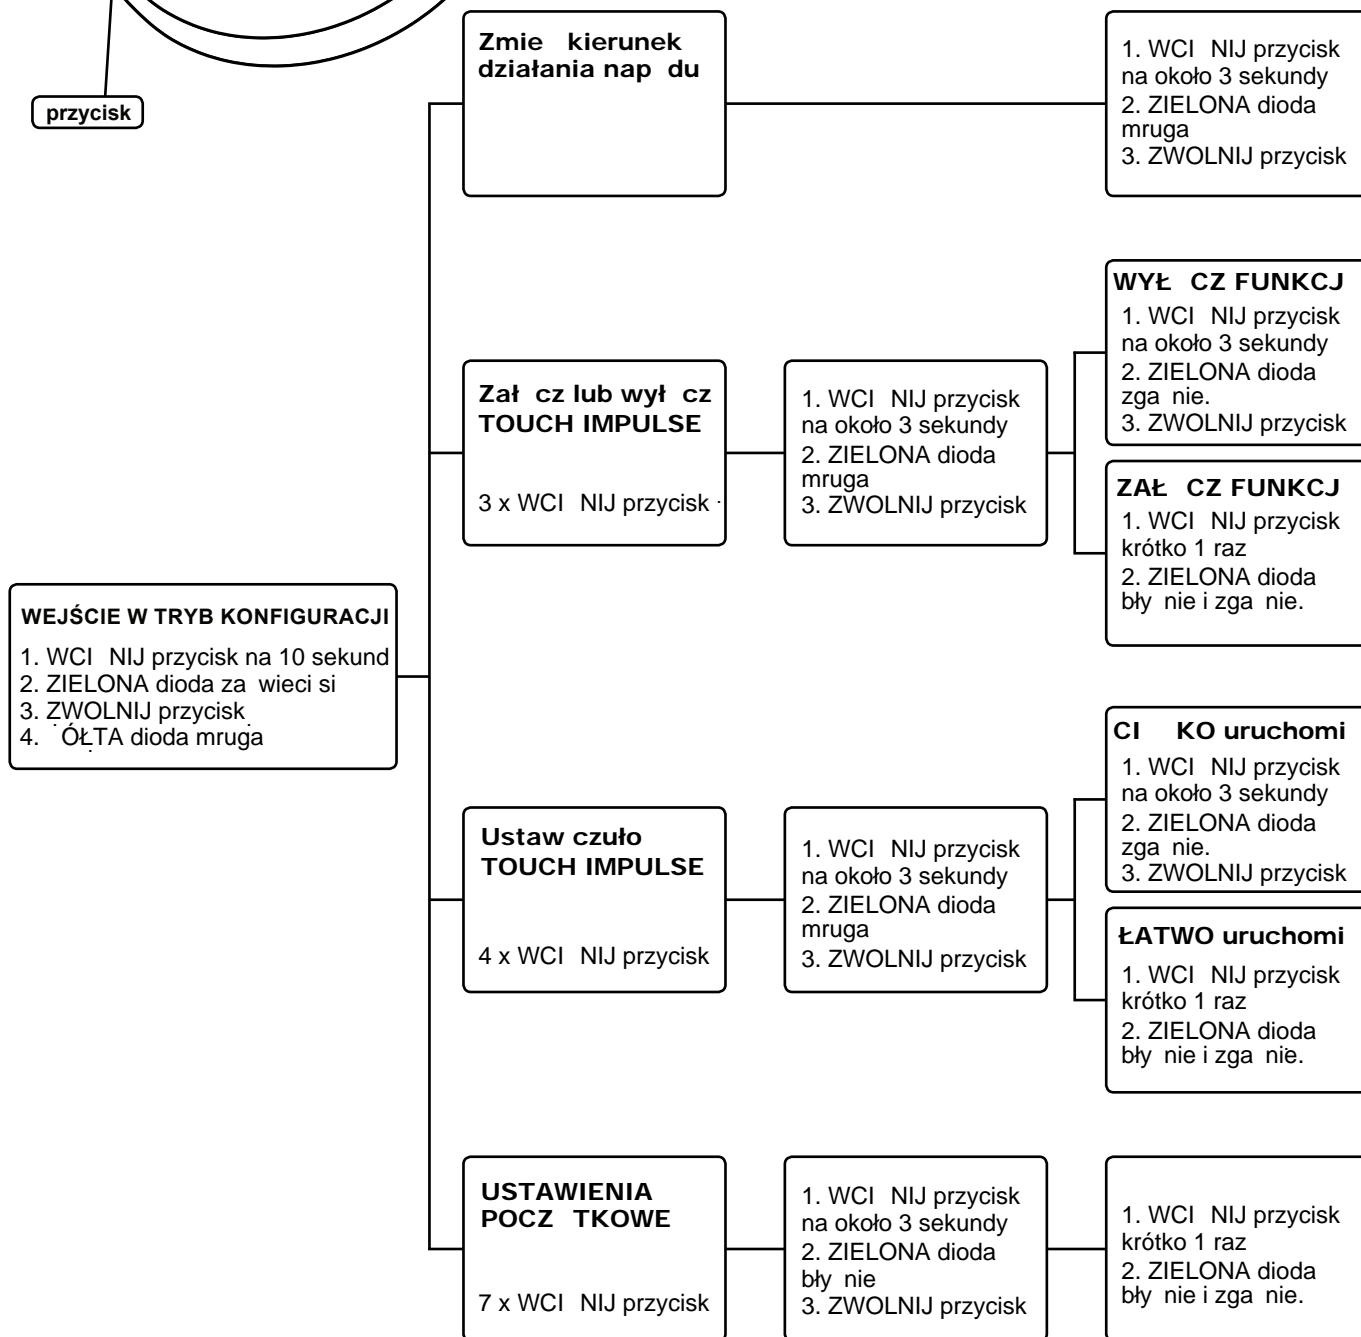 przycisk
Zmie kierunek
działania nap du
1. WCI NIJ przycisk
na około 3 sekundy
2. ZIELONA dioda
mruga
3. ZWOLNIJ przycisk
WYŁ CZ FUNKCJ
1. WCI NIJ przycisk
na około 3 sekundy
2. ZIELONA dioda
zga nie.
3. ZWOLNIJ przycisk
Zał cz lub wył cz
TOUCH IMPULSE
3 x WCI NIJ przycisk
1. WCI NIJ przycisk
na około 3 sekundy
2. ZIELONA dioda
mruga
3. ZWOLNIJ przycisk
ZAŁ CZ FUNKCJ
1. WCI NIJ przycisk
krótko 1 raz
2. ZIELONA dioda
bły nie i zga nie.
WEJŚCIE W TRYB KONFIGURACJI
1. WCI NIJ przycisk na 10 sekund
2. ZIELONA dioda za wieci si
3. ZWOLNIJ przycisk
4. ÓŁTA dioda mruga
CI KO uruchomi
1. WCI NIJ przycisk
na około 3 sekundy
2. ZIELONA dioda
zga nie.
3. ZWOLNIJ przycisk
Ustaw czuło
TOUCH IMPULSE
4 x WCI NIJ przycisk
1. WCI NIJ przycisk
na około 3 sekundy
2. ZIELONA dioda
mruga
3. ZWOLNIJ przycisk
ŁATWO uruchomi
1. WCI NIJ przycisk
krótko 1 raz
2. ZIELONA dioda
bły nie i zga nie.
USTAWIENIA
POCZ TKOWE
7 x WCI NIJ przycisk
1. WCI NIJ przycisk
na około 3 sekundy
2. ZIELONA dioda
bły nie
3. ZWOLNIJ przycisk
1. WCI NIJ przycisk
krótko 1 raz
2. ZIELONA dioda
bły nie i zga nie.